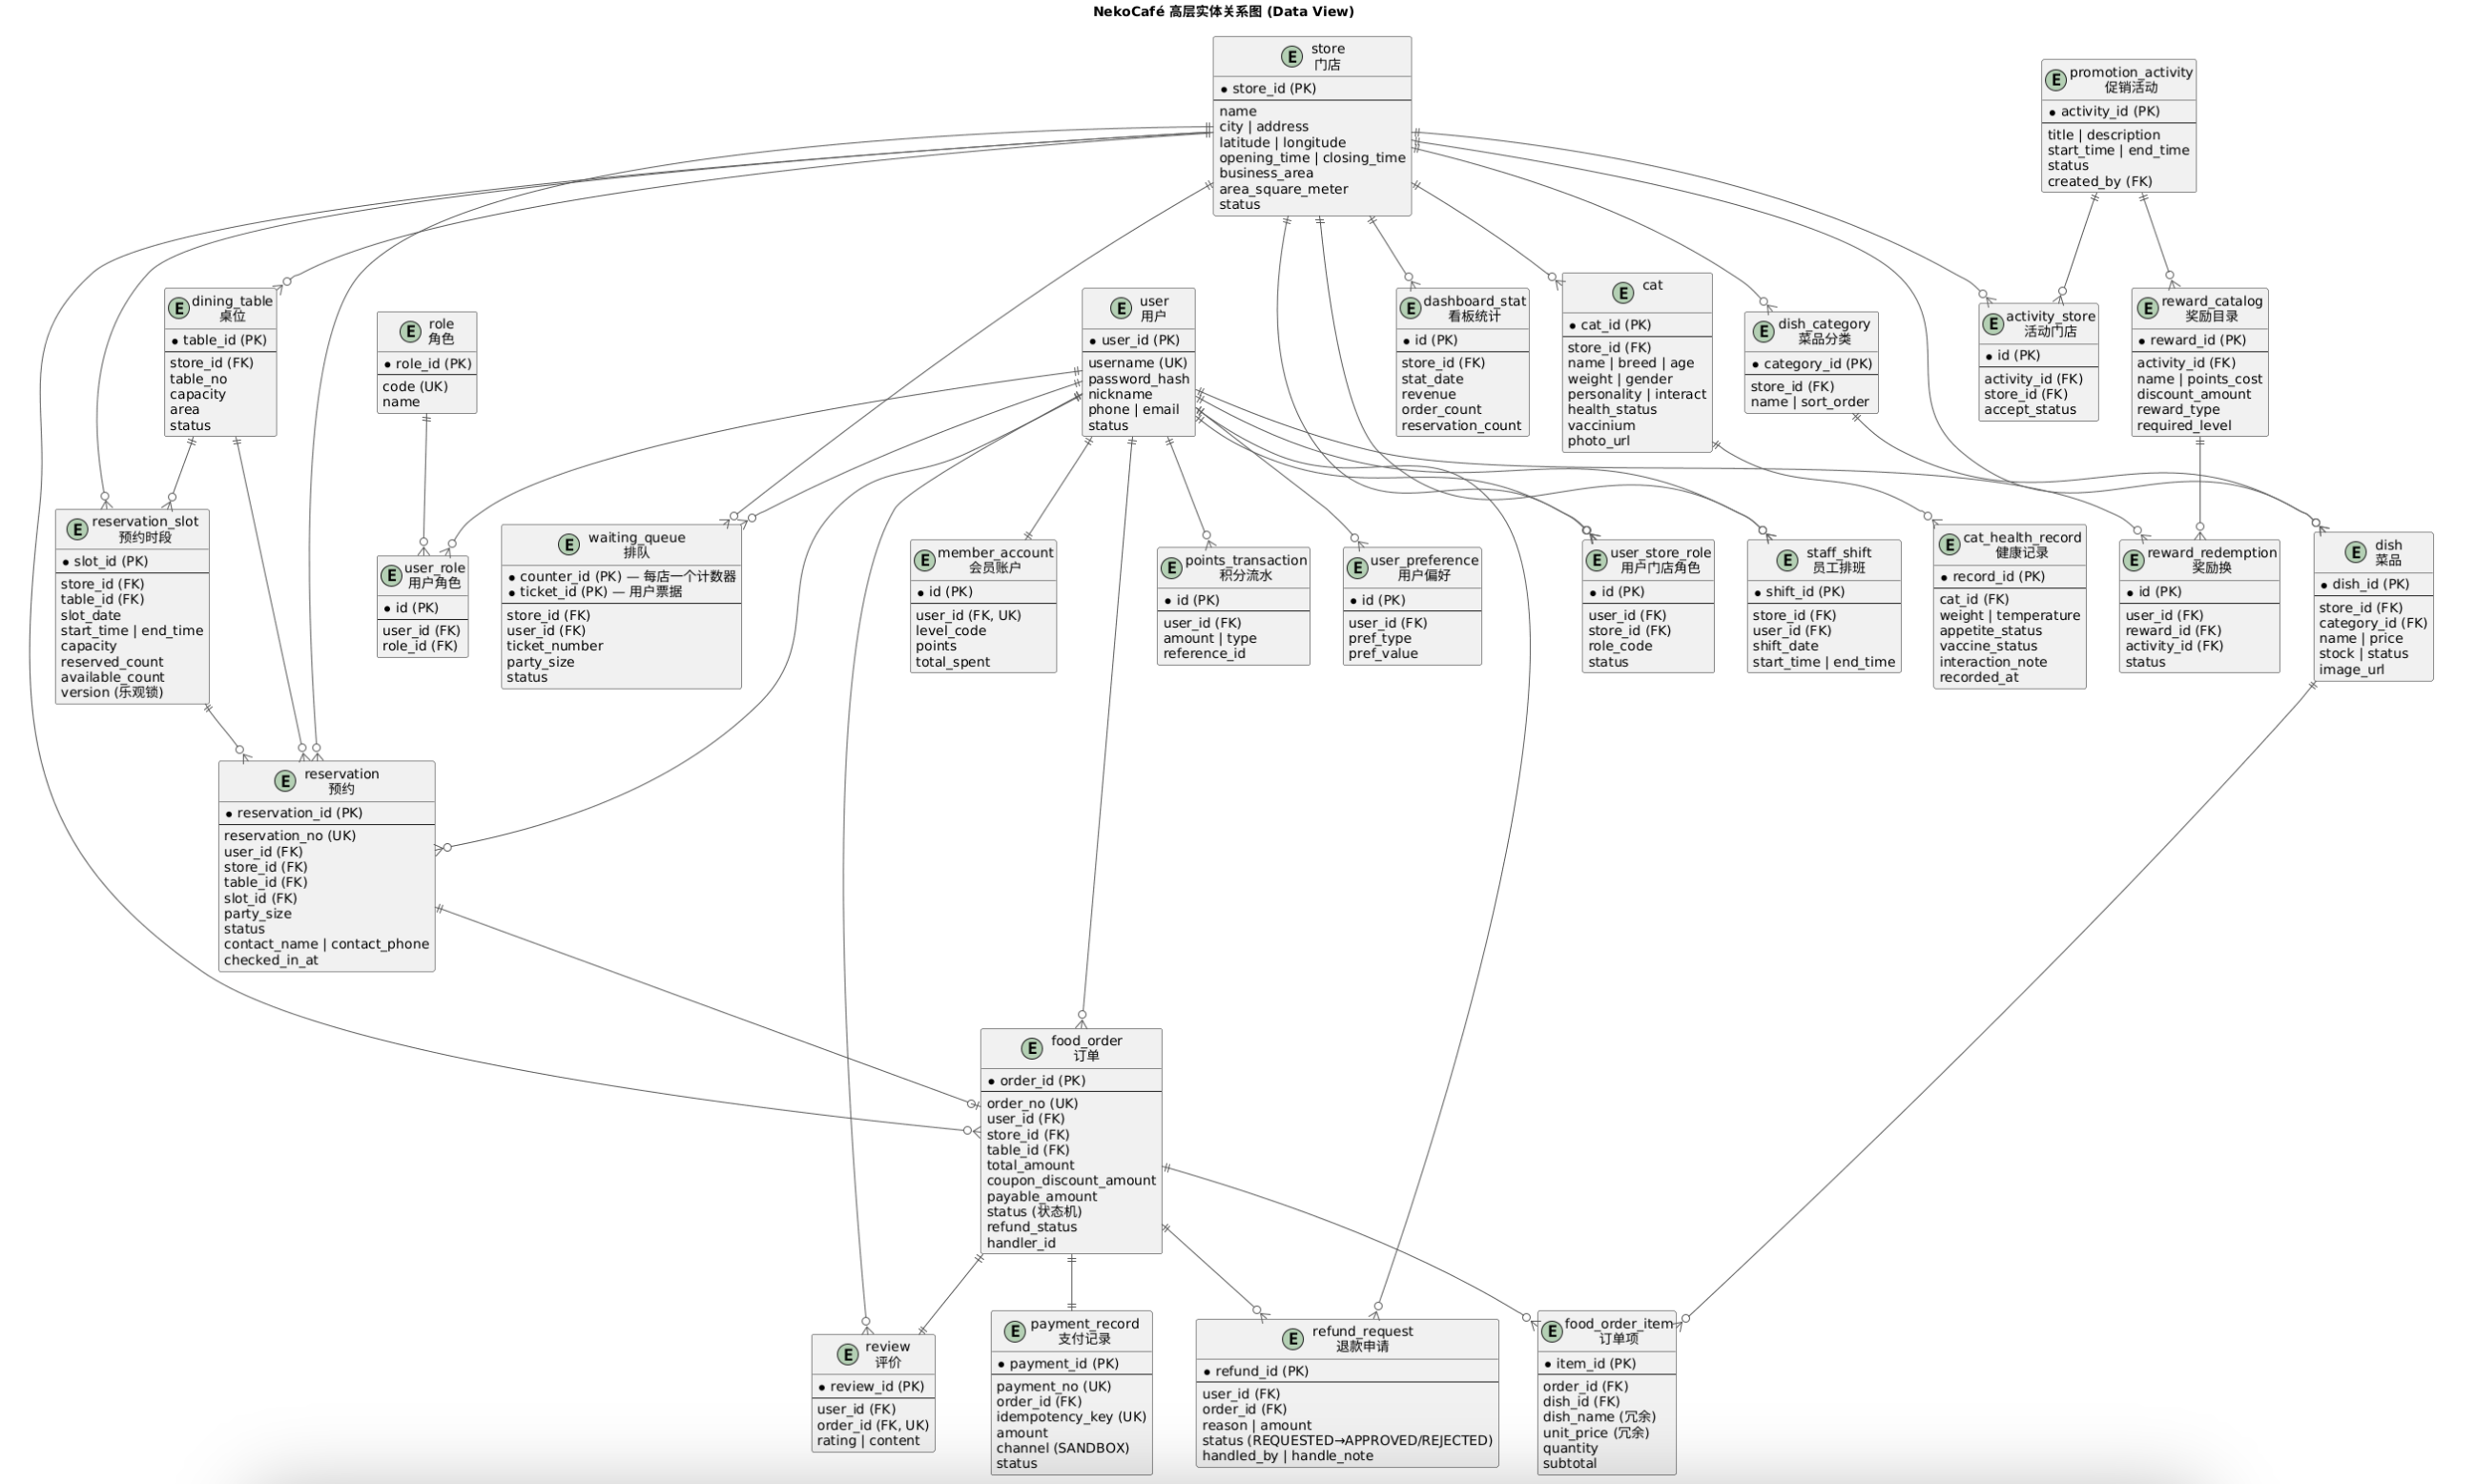 NekoCafé 高层实体关系图 (Data View)
E store
门店
store_id (PK)
name
city | address
latitude | longitude
opening_time | closing_time
business_area
area_square_meter
status
E promotion_activity
促销活动
activity_id (PK)
title | description
start_time | end_time
status
created_by (FK)
E dining_table
桌位
table_id (PK)
store_id (FK)
table_no
capacity
area
status
E role
角色
role_id (PK)
code (UK)
name
E user
用户
user_id (PK)
username (UK)
password_hash
nickname
phone | email
status
E dashboard_stat
看板统计
id (PK)
store_id (FK)
stat_date
revenue
order_count
reservation_count
E cat
cat_id (PK)
store_id (FK)
name | breed | age
weight | gender
personality | interact
health_status
vaccinium
photo_url
E dish_category
菜品分类
category_id (PK)
store_id (FK)
name | sort_order
E activity_store
活动门店
id (PK)
activity_id (FK)
store_id (FK)
accept_status
E reward_catalog
奖励目录
reward_id (PK)
activity_id (FK)
name | points_cost
discount_amount
reward_type
required_level
E reservation_slot
预约时段
slot_id (PK)
store_id (FK)
table_id (FK)
slot_date
start_time | end_time
capacity
reserved_count
available_count
version (乐观锁)
E user_role
用户角色
id (PK)
user_id (FK)
role_id (FK)
E waiting_queue
排队
counter_id (PK) — 每店一个计数器
ticket_id (PK) — 用户票据
store_id (FK)
user_id (FK)
ticket_number
party_size
status
E member_account
会员账户
id (PK)
user_id (FK, UK)
level_code
points
total_spent
E points_transaction
积分流水
id (PK)
user_id (FK)
amount | type
reference_id
E user_preference
用户偏好
id (PK)
user_id (FK)
pref_type
pref_value
E user_store_role
用户门店角色
id (PK)
user_id (FK)
store_id (FK)
role_code
status
E staff_shift
员工排班
shift_id (PK)
store_id (FK)
user_id (FK)
shift_date
start_time | end_time
E cat_health_record
健康记录
record_id (PK)
cat_id (FK)
weight | temperature
appetite_status
vaccine_status
interaction_note
recorded_at
E reward_redemption
奖励换
id (PK)
user_id (FK)
reward_id (FK)
activity_id (FK)
status
E dish
菜品
dish_id (PK)
store_id (FK)
category_id (FK)
name | price
stock | status
image_url
E reservation
预约
reservation_id (PK)
reservation_no (UK)
user_id (FK)
store_id (FK)
table_id (FK)
slot_id (FK)
party_size
status
contact_name | contact_phone
checked_in_at
E food_order
订单
order_id (PK)
order_no (UK)
user_id (FK)
store_id (FK)
table_id (FK)
total_amount
coupon_discount_amount
payable_amount
status (状态机)
refund_status
handler_id
E review
评价
review_id (PK)
user_id (FK)
order_id (FK, UK)
rating | content
E payment_record
支付记录
payment_id (PK)
payment_no (UK)
order_id (FK)
idempotency_key (UK)
amount
channel (SANDBOX)
status
E refund_request
退款申请
refund_id (PK)
user_id (FK)
order_id (FK)
reason | amount
status (REQUESTED→APPROVED/REJECTED)
handled_by | handle_note
E food_order_item
订单项
item_id (PK)
order_id (FK)
dish_id (FK)
dish_name (冗余)
unit_price (冗余)
quantity
subtotal